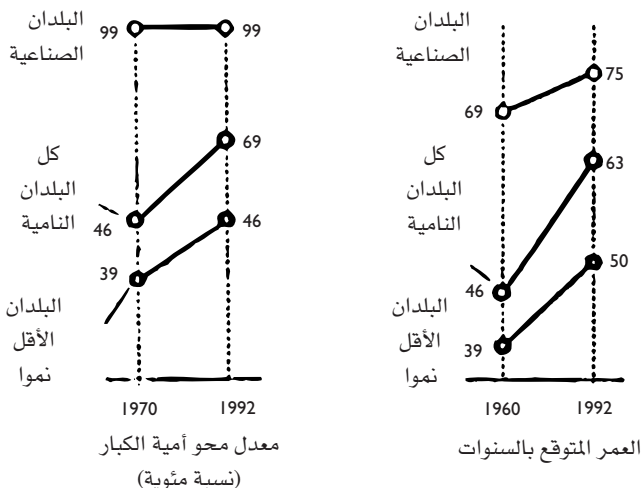 البلدان
الصناعية
99 99
69
كل
البلدان
النامية
46
46
39
البلدان
الأقل
نموا
1970 1992
معدل محو أمية الكبار
(نسبة مئوية)
البلدان
الصناعية
75
69
كل
البلدان
النامية
63
50
46
البلدان
الأقل
نموا
39
1960 1992
العمر المتوقع بالسنوات